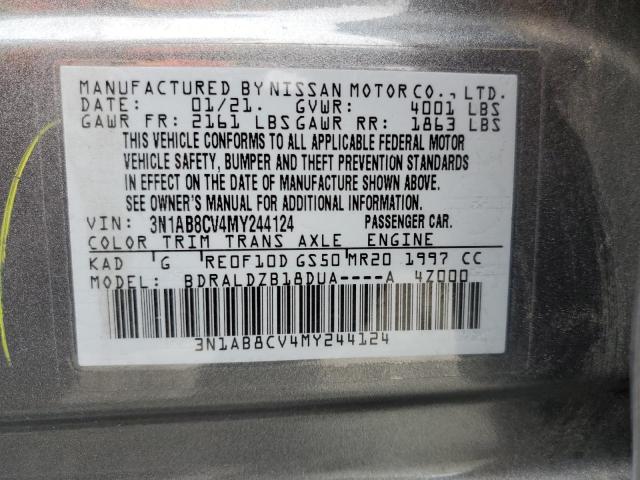 MANUFACTURED BY NISSAN MOTOR CO., LTD.
DATE: 01/21. GVWR: 4001 LBS
GAWR FR: 2161 LBS GAWR RR: 1863 LBS
THIS VEHICLE CONFORMS TO ALL APPLICABLE FEDERAL MOTOR
VEHICLE SAFETY, BUMPER AND THEFT PREVENTION STANDARDS
IN EFFECT ON THE DATE OF MANUFACTURE SHOWN ABOVE.
SEE OWNER'S MANUAL FOR ADDITIONAL INFORMATION.
VIN: 3N1AB8CV4MY244124 PASSENGER CAR.
COLOR TRIM TRANS AXLE ENGINE
KAD G RE0F10D GS50 MR20 1997 CC
MODEL: BDRALDZB18DUA----A 4Z000
3N1AB8CV4MY244124